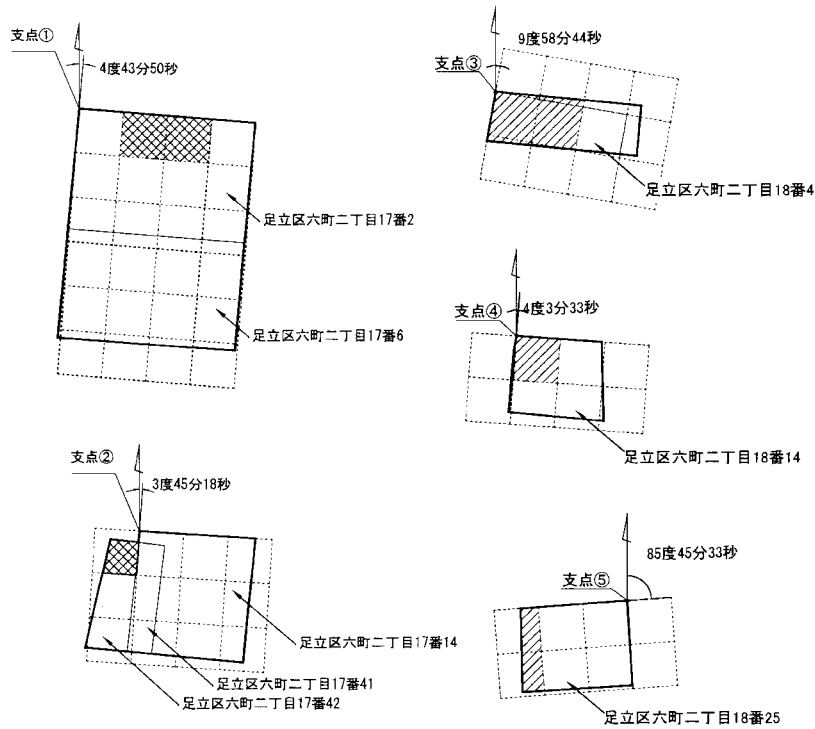 支点①
4度43分50秒
足立区六町二丁目17番2
足立区六町二丁目17番6
支点②
3度45分18秒
足立区六町二丁目17番14
足立区六町二丁目17番41
足立区六町二丁目17番42
9度58分44秒
支点③
足立区六町二丁目18番4
支点④
4度3分33秒
足立区六町二丁目18番14
85度45分33秒
支点⑤
足立区六町二丁目18番25